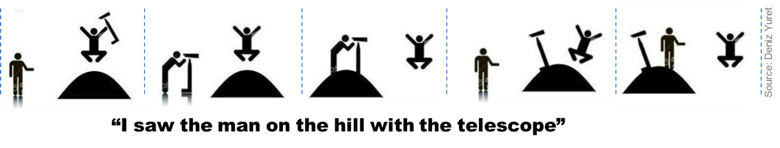 “I saw the man on the hill with the telescope”
Source: Deniz Yuret